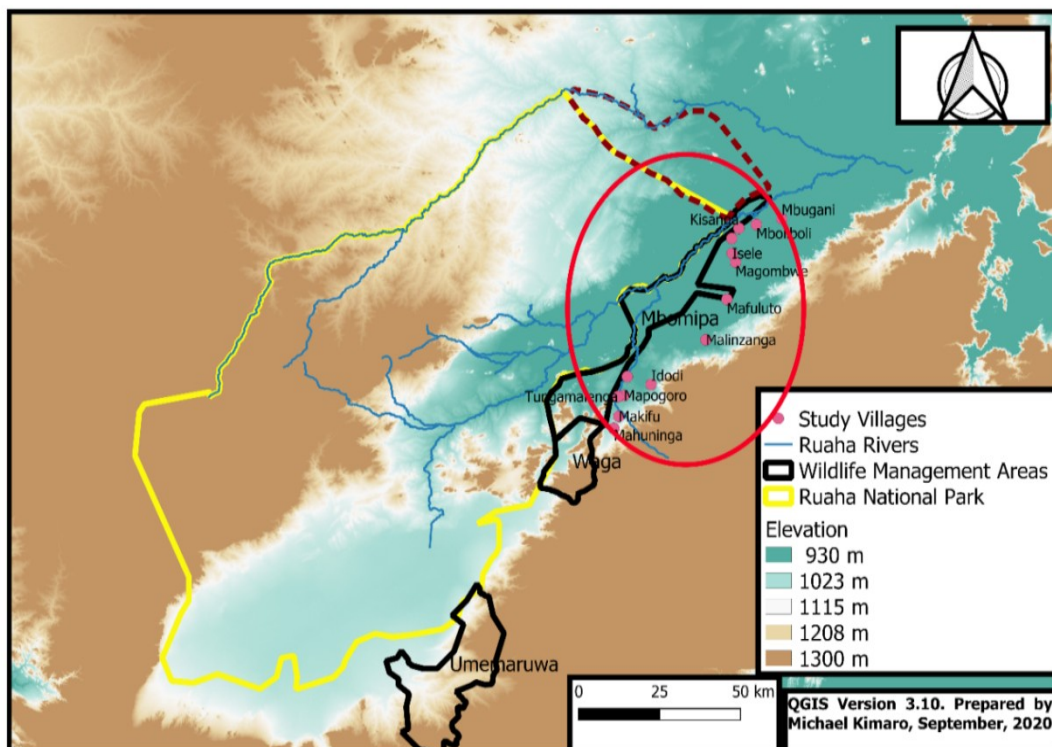 Kisanga
Mbugani
Mbonboli
Isele
Magombwe
Mafuluto
Mbomipa
Malinzanga
Idodi
Tungamalenga
Mapogoro
Makifu
Mahuninga
Waga
Umemaruwa
Study Villages
Ruaha Rivers
Wildlife Management Areas
Ruaha National Park
Elevation
930 m
1023 m
1115 m
1208 m
1300 m
0 25 50 km
QGIS Version 3.10. Prepared by
Michael Kimaro, September, 2020